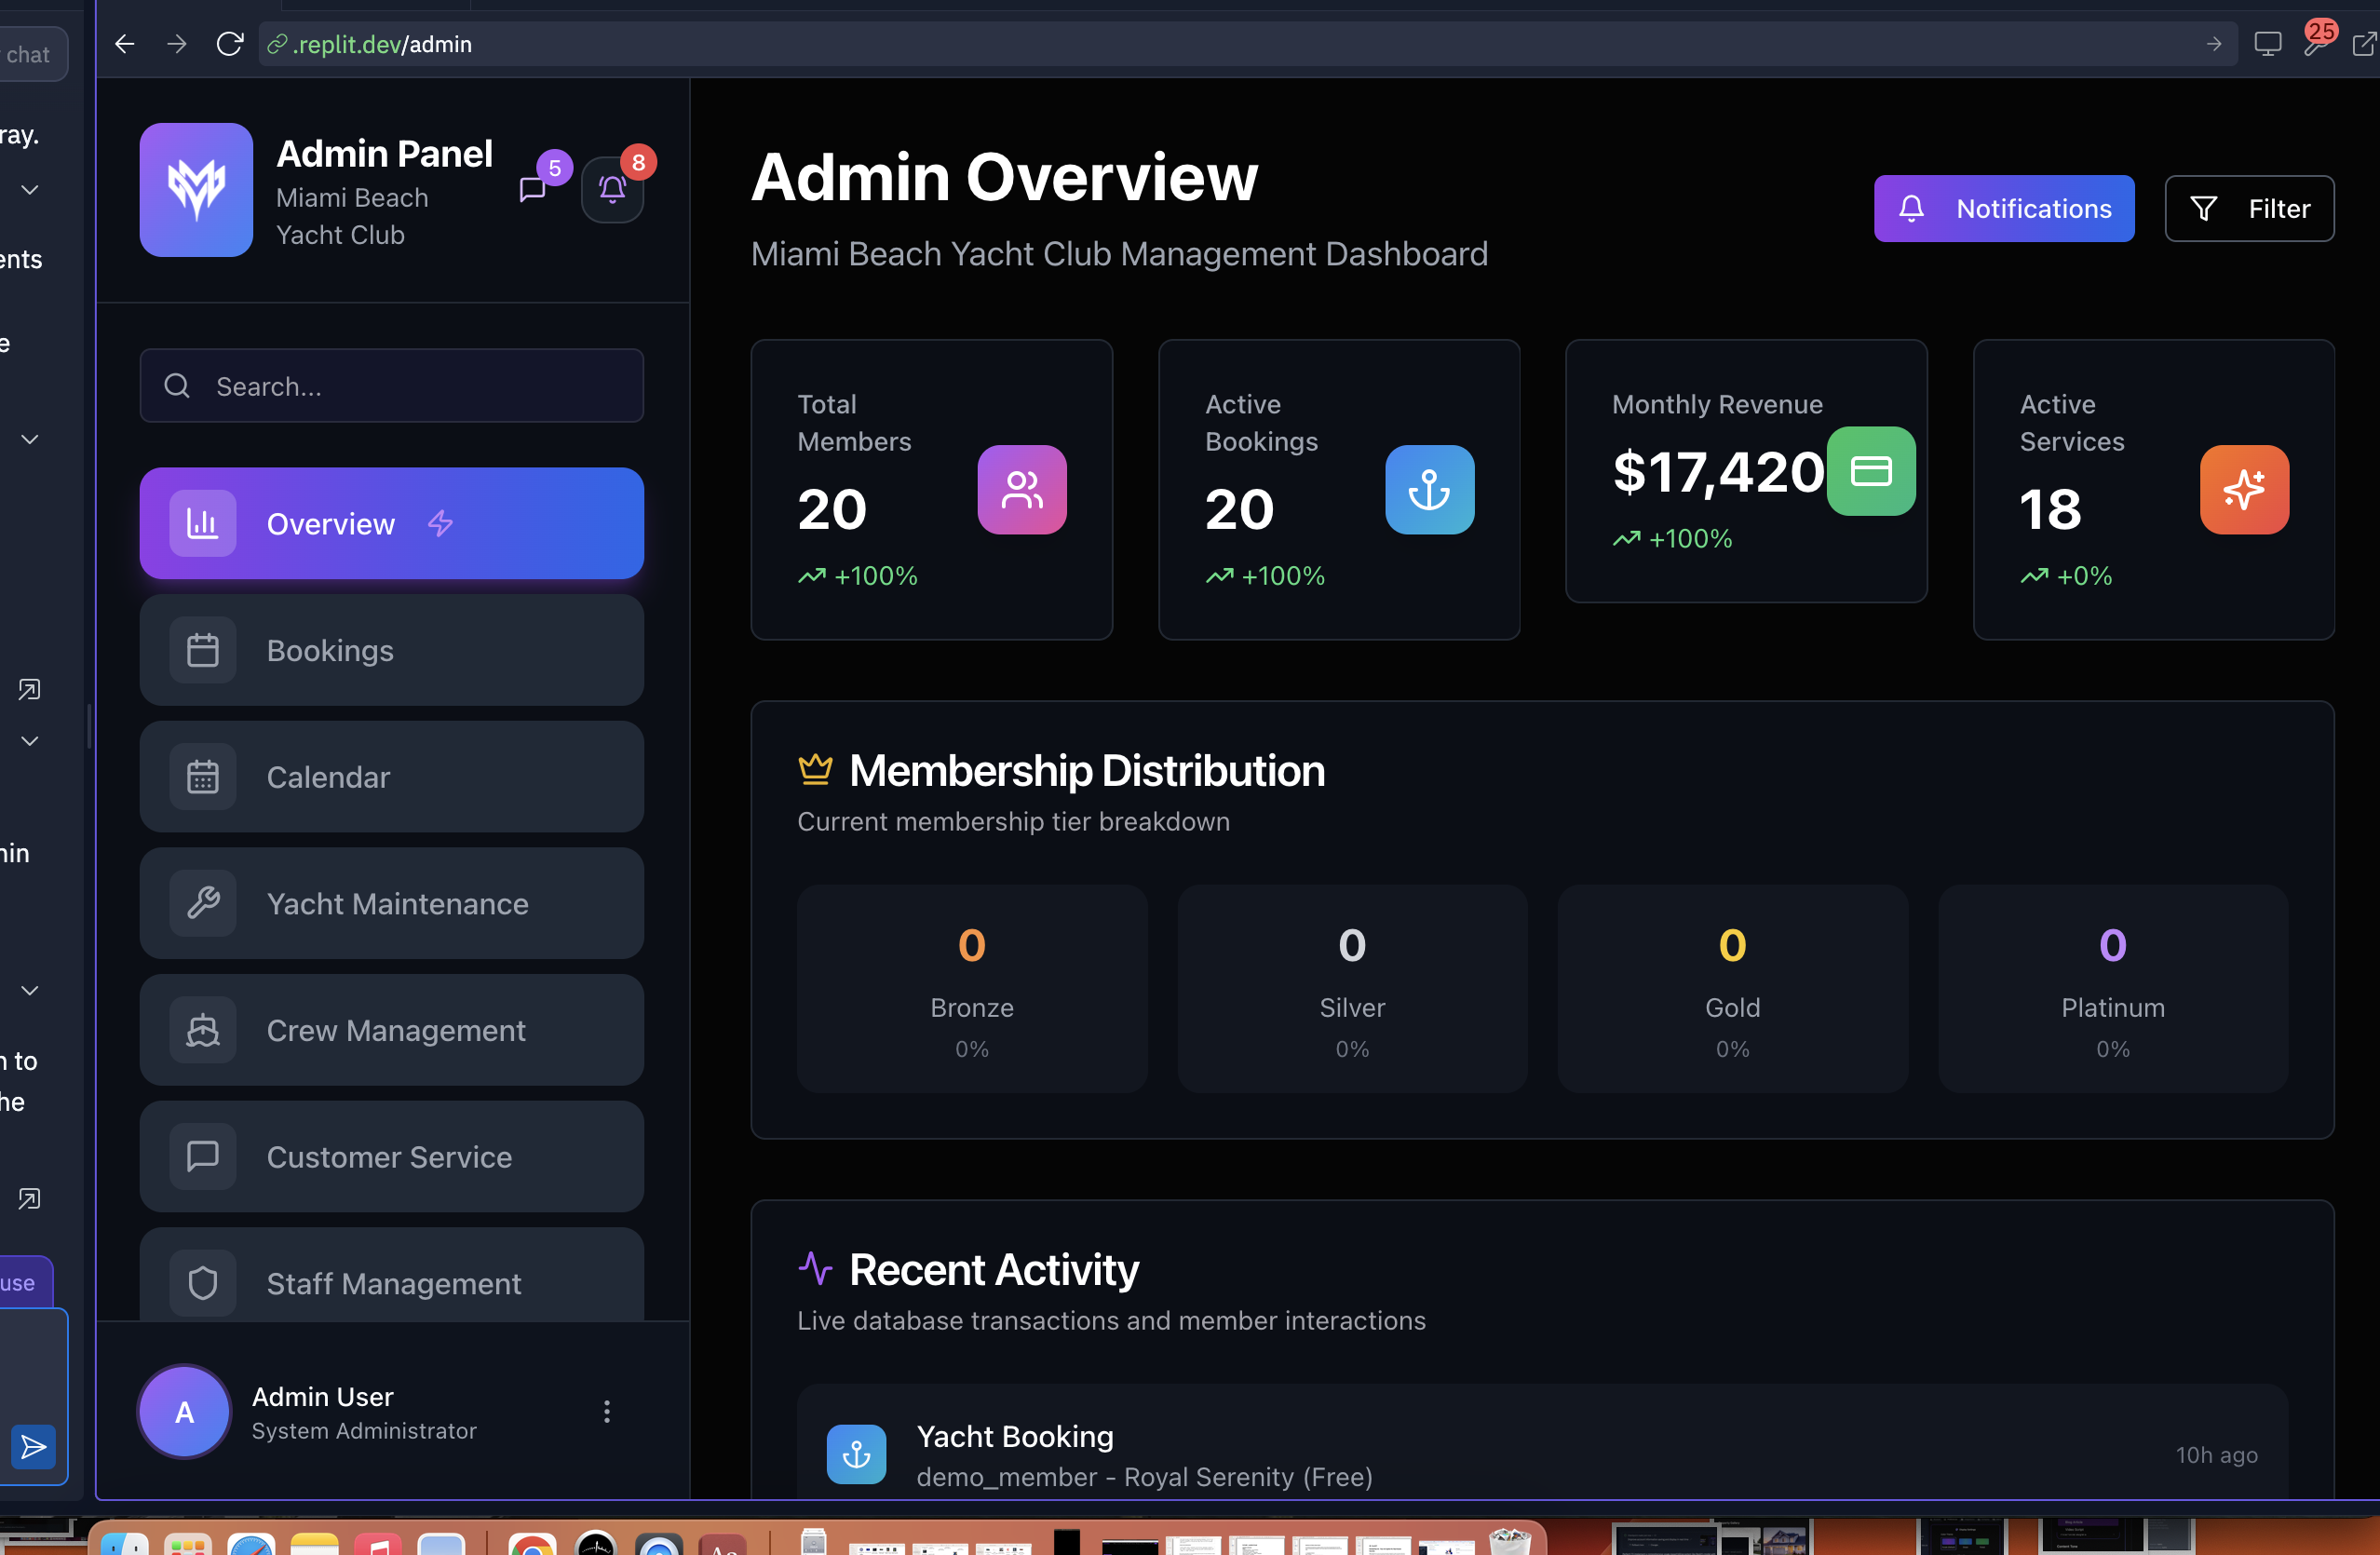 chat
.replit.dev/admin
25
ray.
ents
e
nin
n to
he
use
Admin Panel
Miami Beach
Yacht Club
5
8
Search...
Overview
Bookings
Calendar
Yacht Maintenance
Crew Management
Customer Service
Staff Management
A
Admin User
System Administrator
Admin Overview
Miami Beach Yacht Club Management Dashboard
Notifications
Filter
Total
Members
20
+100%
Active
Bookings
20
+100%
Monthly Revenue
$17,420
+100%
Active
Services
18
+0%
Membership Distribution
Current membership tier breakdown
0
Bronze
0%
0
Silver
0%
0
Gold
0%
0
Platinum
0%
Recent Activity
Live database transactions and member interactions
Yacht Booking
demo_member - Royal Serenity (Free)
10h ago